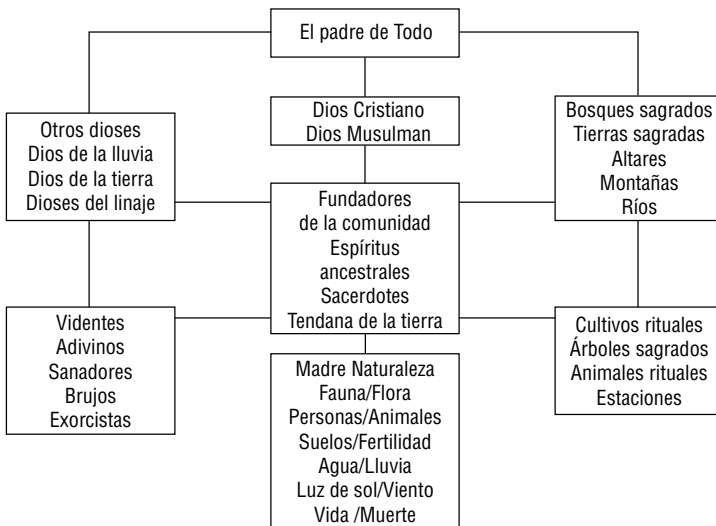 El padre de Todo
Dios Cristiano
Dios Musulman
Otros dioses
Dios de la lluvia
Dios de la tierra
Dioses del linaje
Bosques sagrados
Tierras sagradas
Altares
Montañas
Ríos
Fundadores
de la comunidad
Espíritus
ancestrales
Sacerdotes
Tendana de la tierra
Videntes
Adivinos
Sanadores
Brujos
Exorcistas
Cultivos rituales
Árboles sagrados
Animales rituales
Estaciones
Madre Naturaleza
Fauna/Flora
Personas/Animales
Suelos/Fertilidad
Agua/Lluvia
Luz de sol/Viento
Vida /Muerte